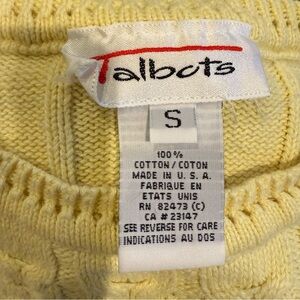 Talbots
S
100%
COTTON/COTON
MADE IN U.S.A.
FABRIQUE EN
ETATS UNIS
RN 82473 (C)
CA # 23147
SEE REVERSE FOR CARE
INDICATIONS AU DOS